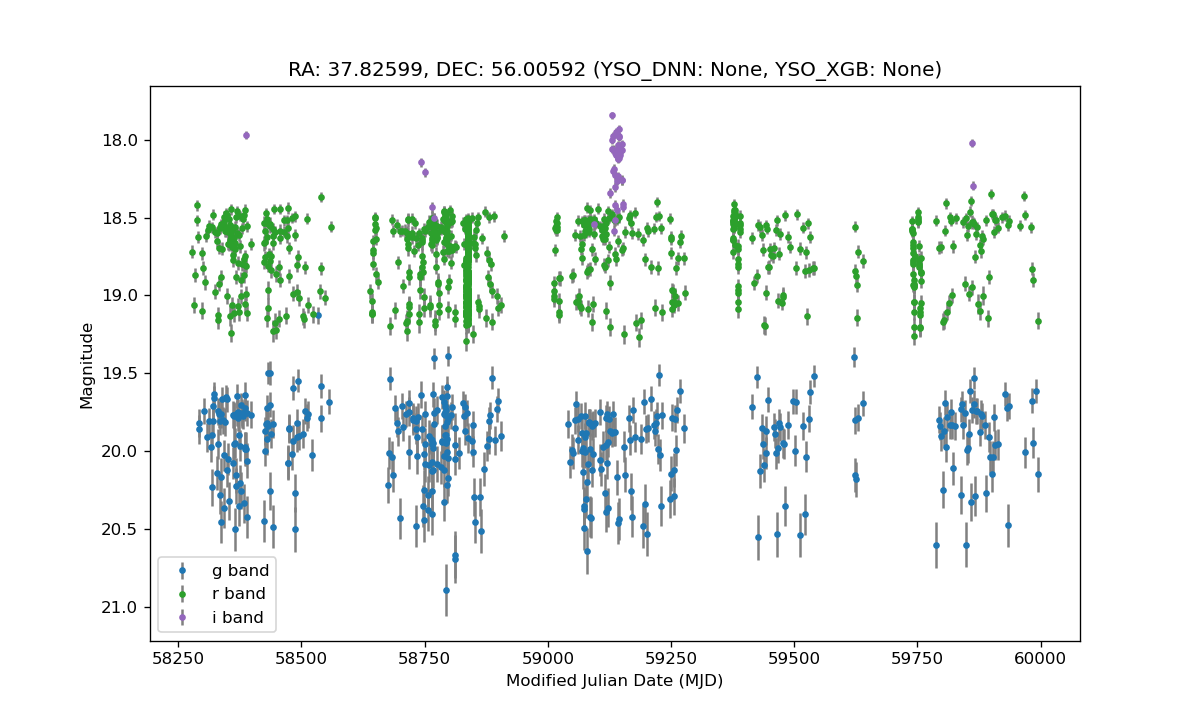 RA: 37.82599, DEC: 56.00592 (YSO_DNN: None, YSO_XGB: None)
18.0
18.5
19.0
19.5
20.0
20.5
21.0
Magnitude
g band
r band
i band
58250 58500 58750 59000 59250 59500 59750 60000
Modified Julian Date (MJD)